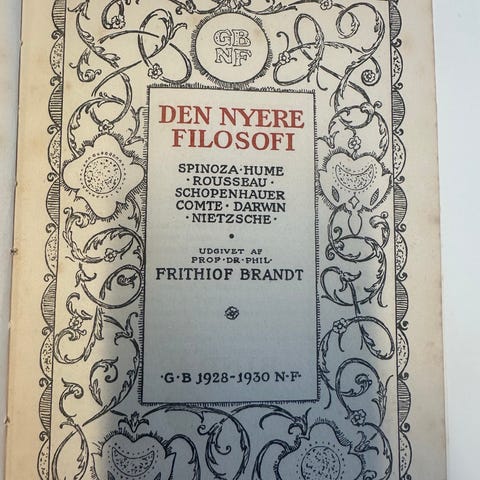 GB
NF
DEN NYERE
FILOSOFI
SPINOZA · HUME
· ROUSSEAU ·
SCHOPENHAUER
COMTE · DARWIN
· NIETZSCHE ·
UDGIVET AF
PROF · DR · PHIL ·
FRITHIOF BRANDT
· G · B 1928-1930 N · F ·